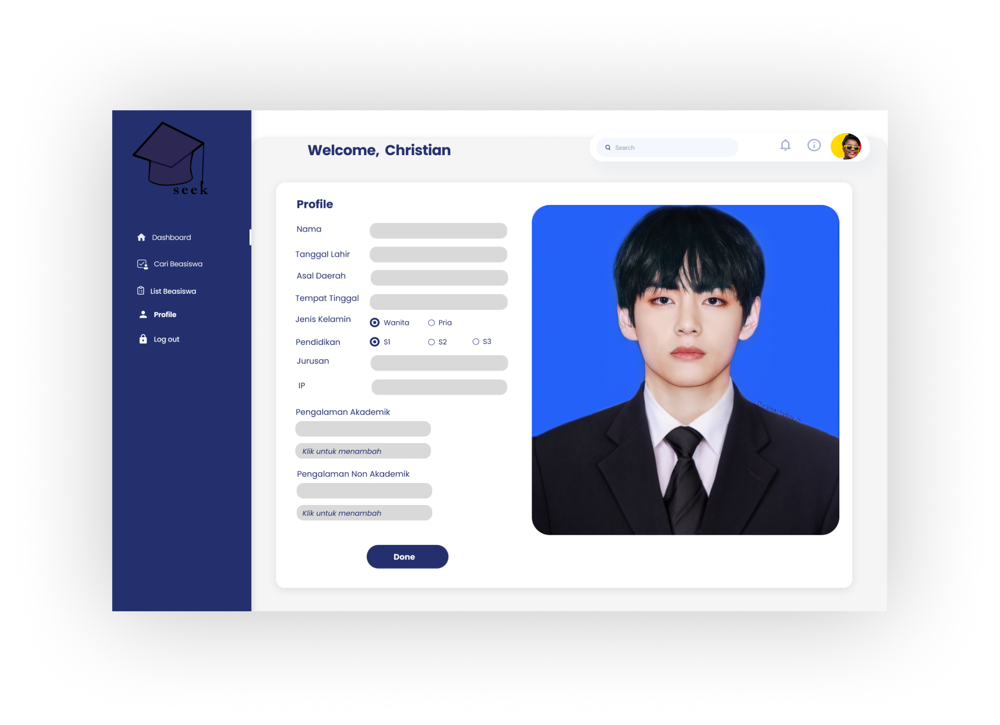 seek
Dashboard
Cari Beasiswa
List Beasiswa
Profile
Log out
Welcome, Christian
Search
Profile
Nama
Tanggal Lahir
Asal Daerah
Tempat Tinggal
Jenis Kelamin Wanita Pria
Pendidikan S1 S2 S3
Jurusan
IP
Pengalaman Akademik
Klik untuk menambah
Pengalaman Non Akademik
Klik untuk menambah
Done